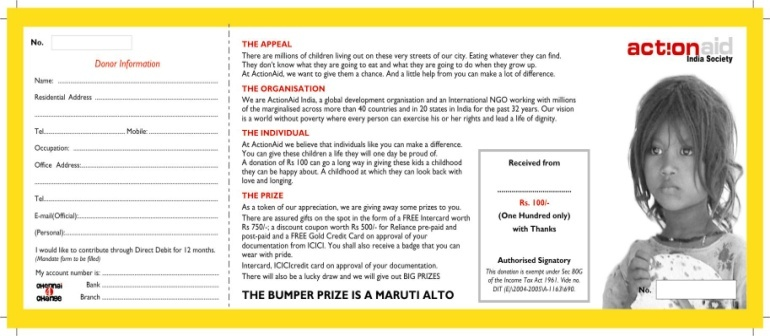 No.
Donor Information
Name:
Residential Address
Tel. Mobile:
Occupation:
Office Address:
Tel.
E-mail(Official):
(Personal):
I would like to contribute through Direct Debit for 12 months.
(Mandate form to be filled)
My account number is:
Bank
Branch
chennai
chance
THE APPEAL
There are millions of children living out on these very streets of our city. Eating whatever they can find.
They don't know what they are going to eat and what they are going to do when they grow up.
At ActionAid, we want to give them a chance. And a little help from you can make a lot of difference.
THE ORGANISATION
We are ActionAid India, a global development organisation and an International NGO working with millions
of the marginalised across more than 40 countries and in 20 states in India for the past 32 years. Our vision
is a world without poverty where every person can exercise his or her rights and lead a life of dignity.
THE INDIVIDUAL
At ActionAid we believe that individuals like you can make a difference.
You can give these children a life they will one day be proud of.
A donation of Rs 100 can go a long way in giving these kids a childhood
they can be happy about. A childhood at which they can look back with
love and longing.
THE PRIZE
As a token of our appreciation, we are giving away some prizes to you.
There are assured gifts on the spot in the form of a FREE Intercard worth
Rs 750/-; a discount coupon worth Rs 500/- for Reliance pre-paid and
post-paid and a FREE Gold Credit Card on approval of your
documentation from ICICI. You shall also receive a badge that you can
wear with pride.
Intercard, ICICIcredit card on approval of your documentation.
There will also be a lucky draw and we will give out BIG PRIZES
THE BUMPER PRIZE IS A MARUTI ALTO
Received from
Rs. 100/-
(One Hundred only)
with Thanks
Authorised Signatory
This donation is exempt under Sec 80G
of the Income Tax Act 1961. Vide no.
DIT (E)\2004-2005\A-1163\690.
act:onaid
India Society
No.